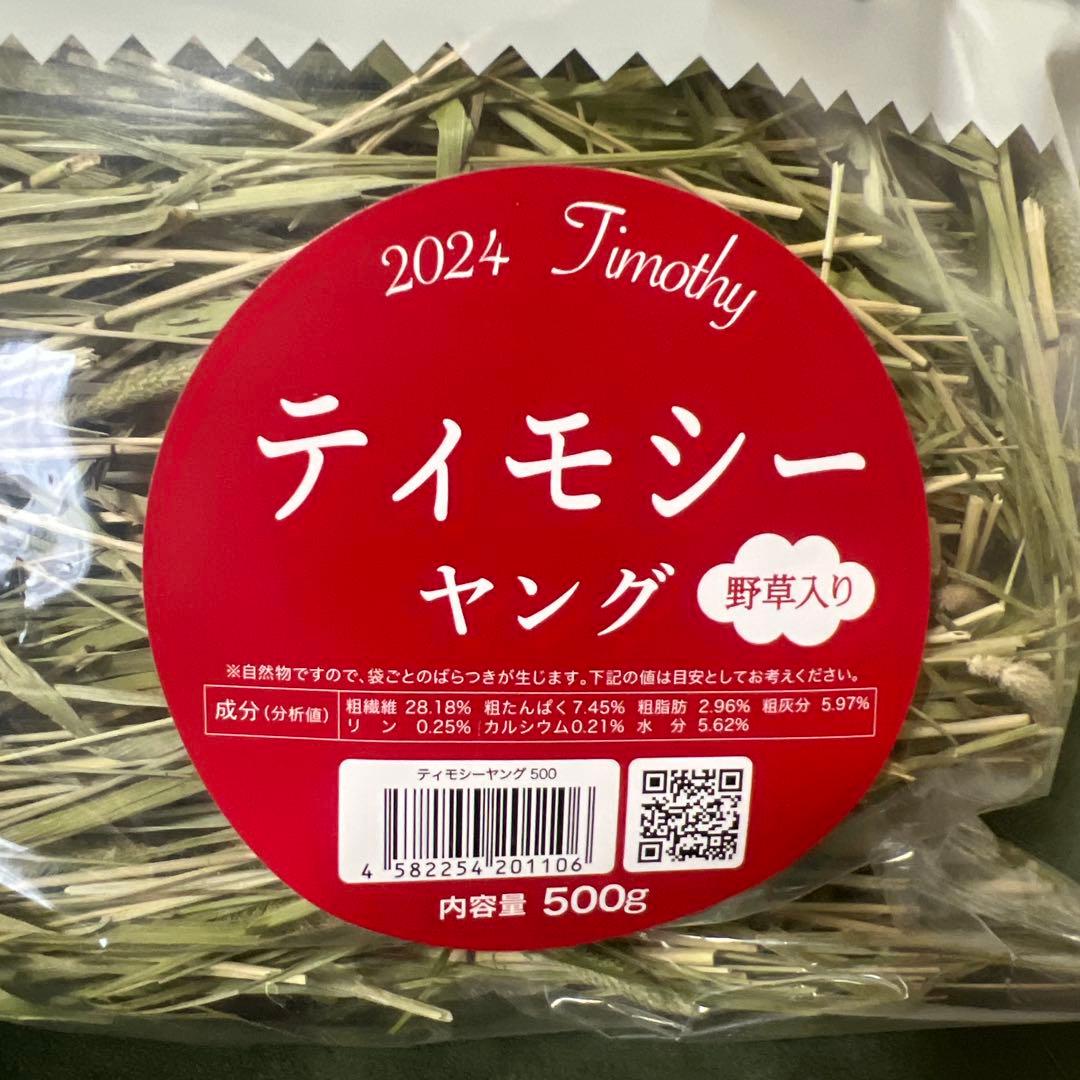 2024 Timothy
ティモシー
ヤング
野草入り
※自然物ですので、袋ごとのばらつきが生じます。下記の値は目安としてお考えください。
成分(分析値)
粗繊維 28.18% 粗たんぱく7.45% 粗脂肪 2.96% 粗灰分 5.97%
リン 0.25% カルシウム0.21% 水分 5.62%
ティモシーヤング 500
4 582254 201106
内容量 500g